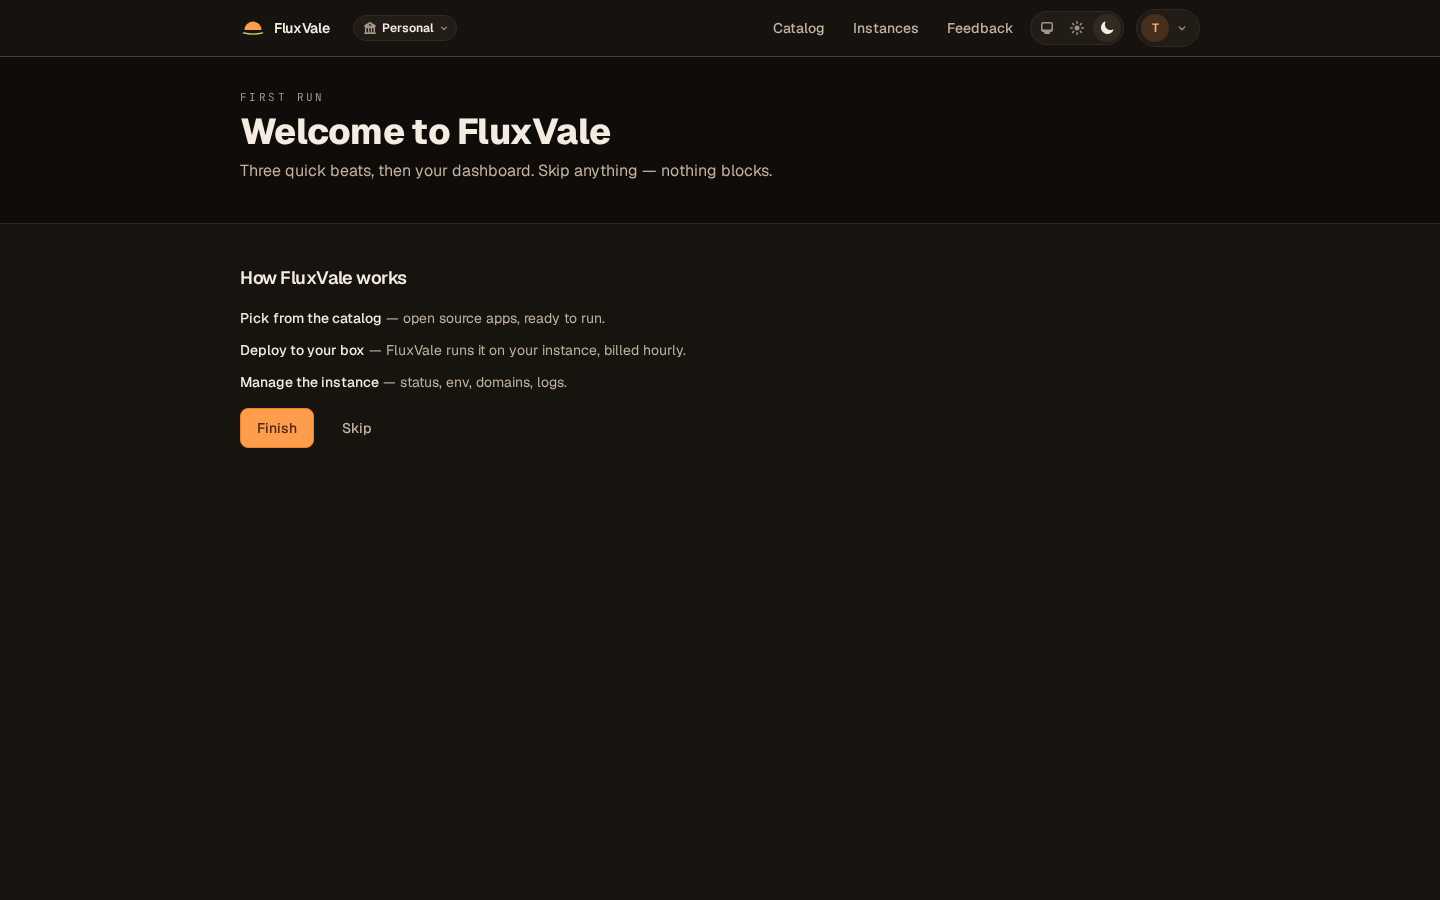 FluxVale
Personal
Catalog
Instances
Feedback
T
FIRST RUN
Welcome to FluxVale
Three quick beats, then your dashboard. Skip anything — nothing blocks.
How FluxVale works
Pick from the catalog — open source apps, ready to run.
Deploy to your box — FluxVale runs it on your instance, billed hourly.
Manage the instance — status, env, domains, logs.
Finish
Skip